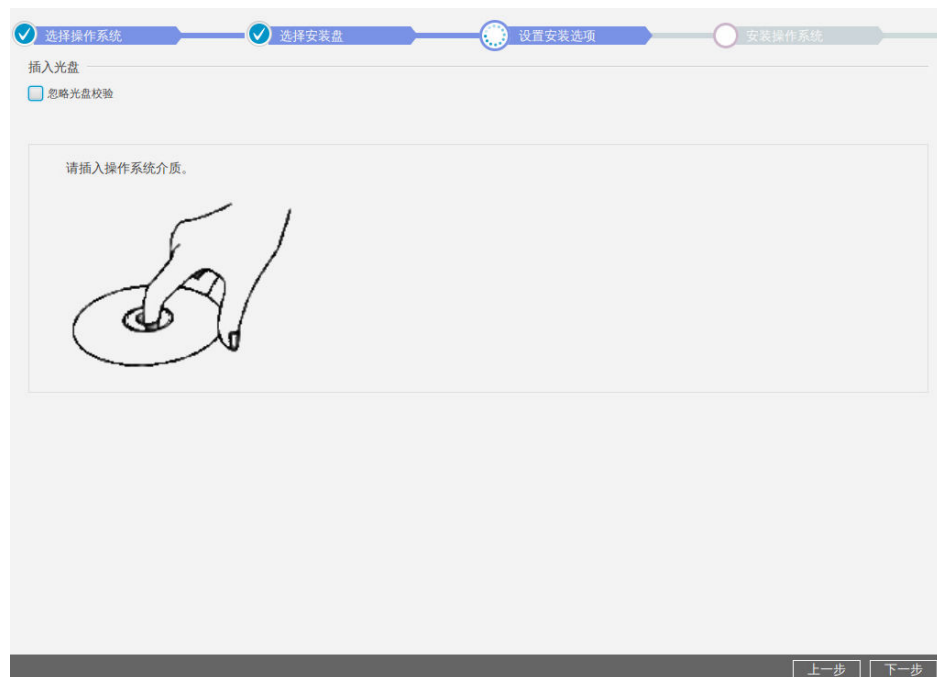 选择操作系统 选择安装盘 设置安装选项 安装操作系统
插入光盘
忽略光盘校验
请插入操作系统介质。
上一步 下一步